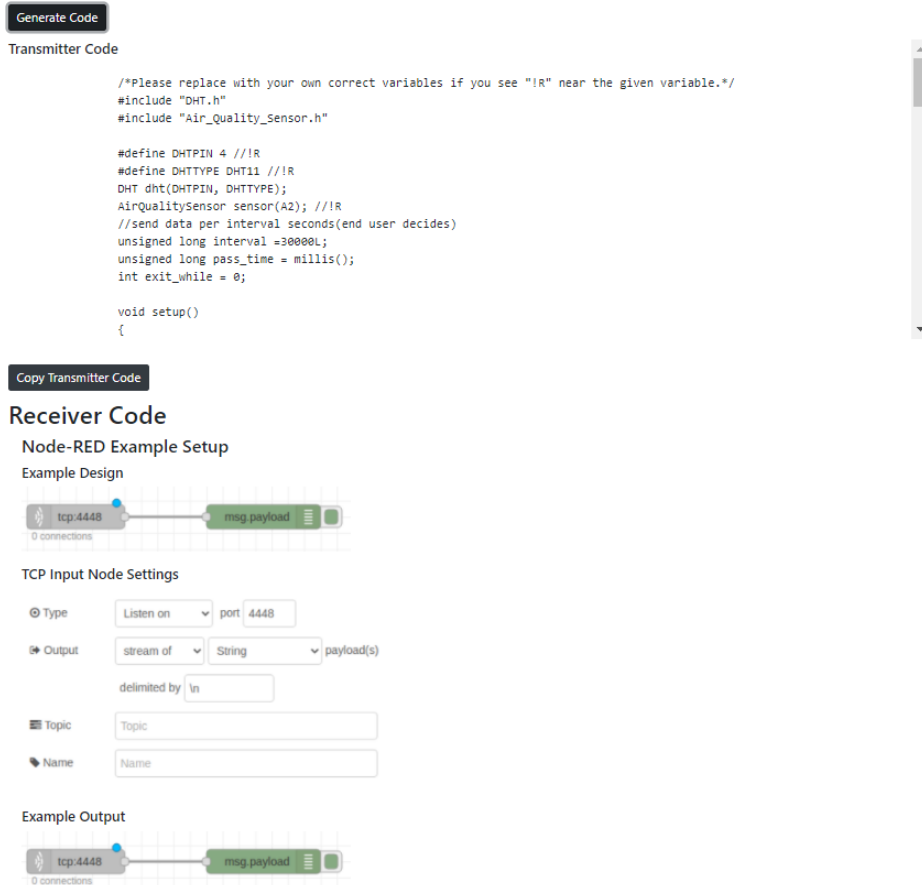 Generate Code
Transmitter Code
/*Please replace with your own correct variables if you see "!R" near the given variable.*/
#include "DHT.h"
#include "Air_Quality_Sensor.h"
#define DHTPIN 4 //!R
#define DHTTYPE DHT11 //!R
DHT dht(DHTPIN, DHTTYPE);
AirQualitySensor sensor(A2); //!R
//send data per interval seconds(end user decides)
unsigned long interval =30000L;
unsigned long pass_time = millis();
int exit_while = 0;
void setup()
{
Copy Transmitter Code
Receiver Code
Node-RED Example Setup
Example Design
tcp:4448 msg.payload
0 connections
TCP Input Node Settings
Type Listen on port 4448
Output stream of String payload(s)
delimited by \n
Topic Topic
Name Name
Example Output
tcp:4448 msg.payload
0 connections